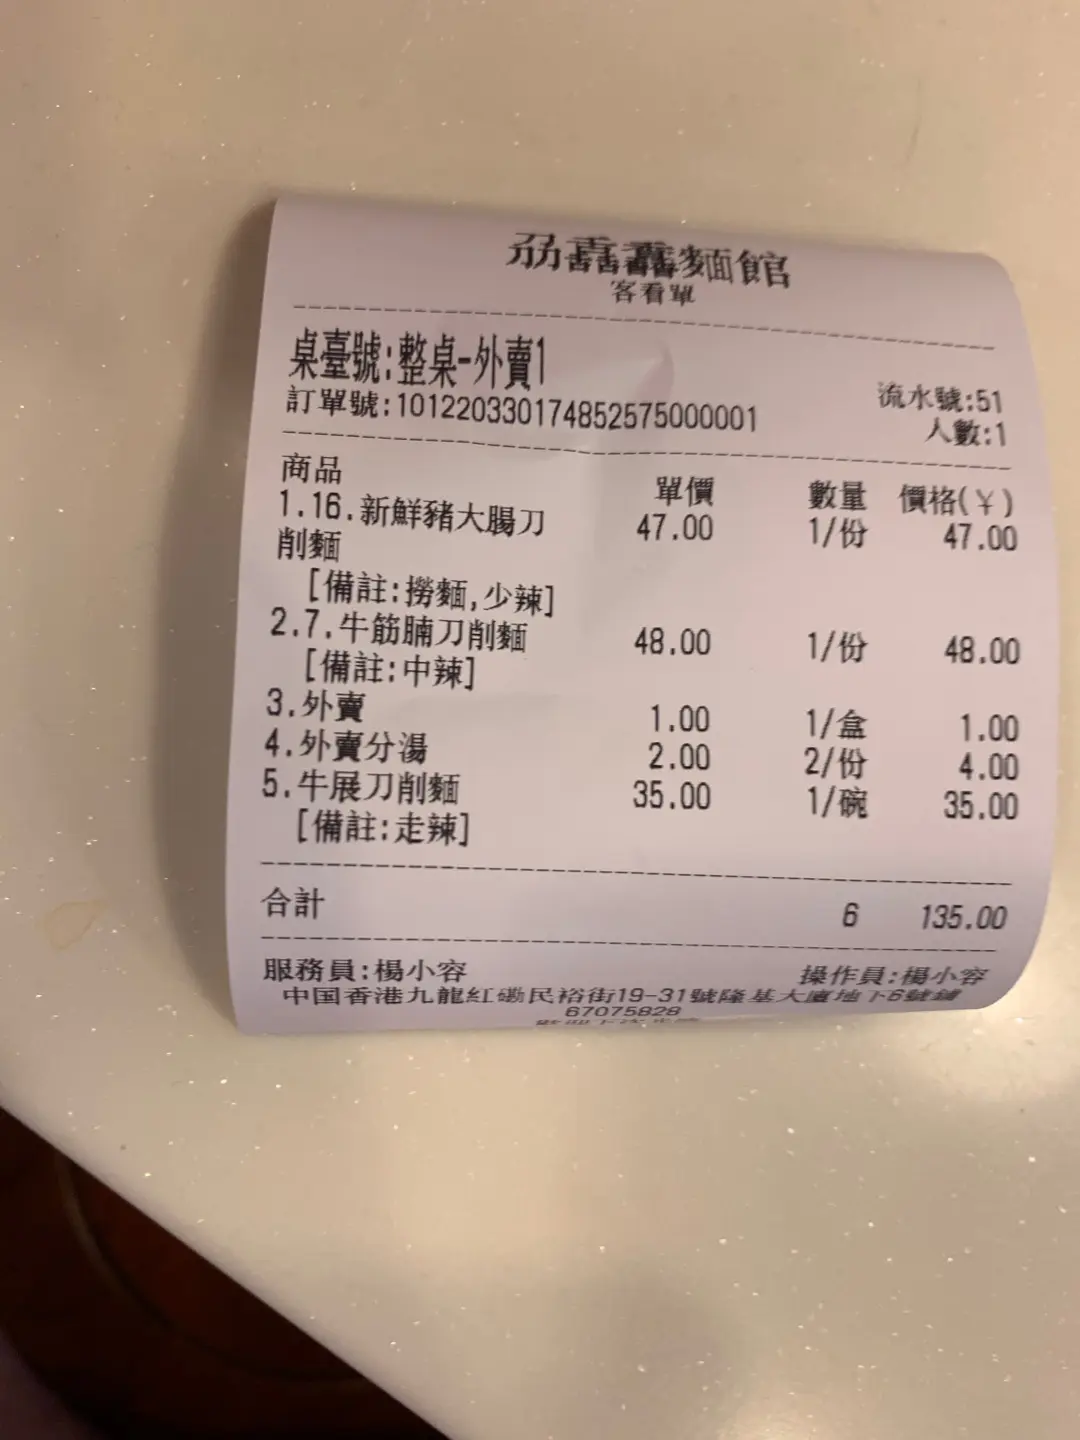 麵館
客看單
桌臺號:整桌-外賣1
流水號:51
訂單號:101220330174852575000001
人數:1
商品 單價 數量 價格(¥)
1.16.新鮮豬大腸刀 47.00 1/份 47.00
削麵
[備註:撈麵,少辣]
2.7.牛筋腩刀削麵 48.00 1/份 48.00
[備註:中辣]
3.外賣 1.00 1/盒 1.00
4.外賣分湯 2.00 2/份 4.00
5.牛展刀削麵 35.00 1/碗 35.00
[備註:走辣]
合計 6 135.00
服務員:楊小容 操作員:楊小容
中国香港九龍紅磡民裕街19-31號隆基大廈地下6號鋪
67075828